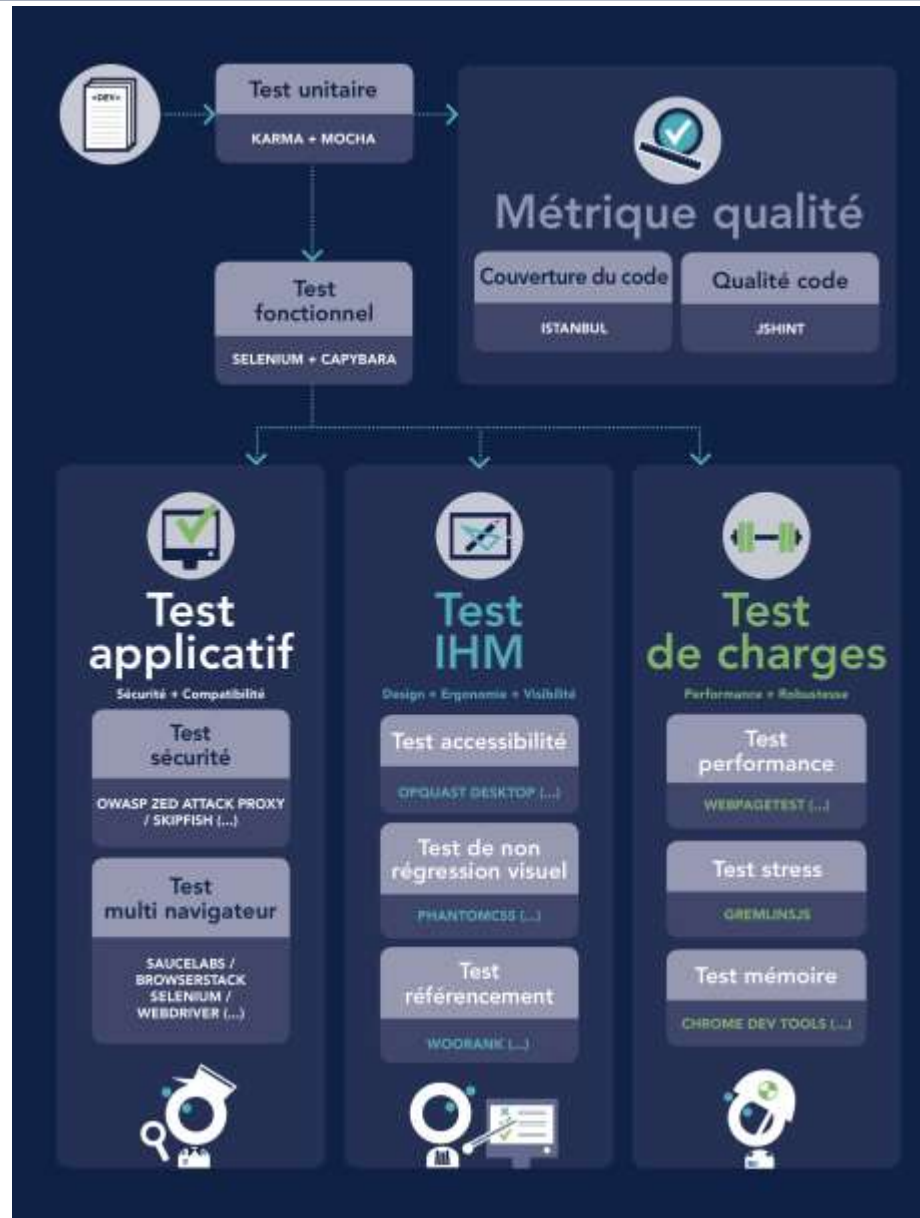 «DEV»
Test unitaire
KARMA + MOCHA
Métrique qualité
Couverture du code
ISTANBUL
Qualité code
JSHINT
Test
fonctionnel
SELENIUM + CAPYBARA
Test
applicatif
Sécurité + Compatibilité
Test
sécurité
OWASP ZED ATTACK PROXY
/ SKIPFISH (...)
Test
multi navigateur
SAUCELABS /
BROWSERSTACK
SELENIUM /
WEBDRIVER (...)
Test
IHM
Design + Ergonomie + Visibilité
Test accessibilité
OPQUAST DESKTOP (...)
Test de non
régression visuel
PHANTOMCSS (...)
Test
référencement
WOORANK (...)
Test
de charges
Performance + Robustesse
Test
performance
WEBPAGETEST (...)
Test stress
GREMLINSJS
Test mémoire
CHROME DEV TOOLS (...)